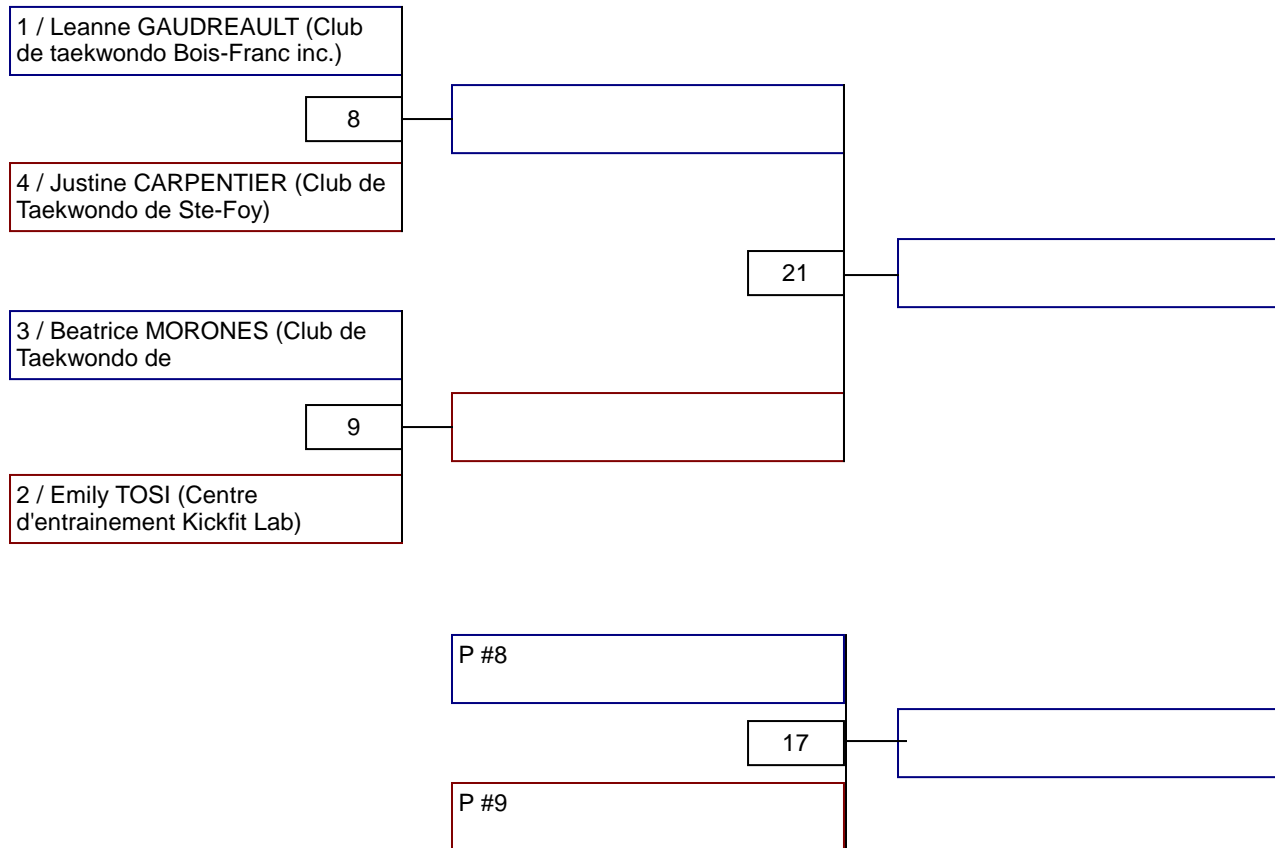 1 / Leanne GAUDREAULT (Club
de taekwondo Bois-Franc inc.)
8
4 / Justine CARPENTIER (Club de
Taekwondo de Ste-Foy)
21
3 / Beatrice MORONES (Club de
Taekwondo de
9
2 / Emily TOSI (Centre
d'entrainement Kickfit Lab)
P #8
17
P #9